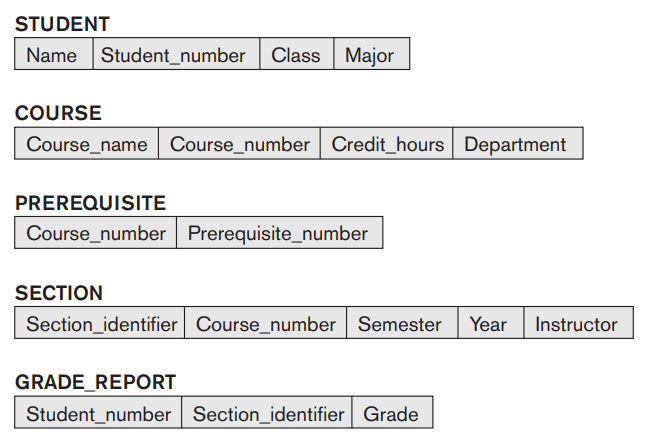 STUDENT
Name Student_number Class Major
COURSE
Course_name Course_number Credit_hours Department
PREREQUISITE
Course_number Prerequisite_number
SECTION
Section_identifier Course_number Semester Year Instructor
GRADE_REPORT
Student_number Section_identifier Grade